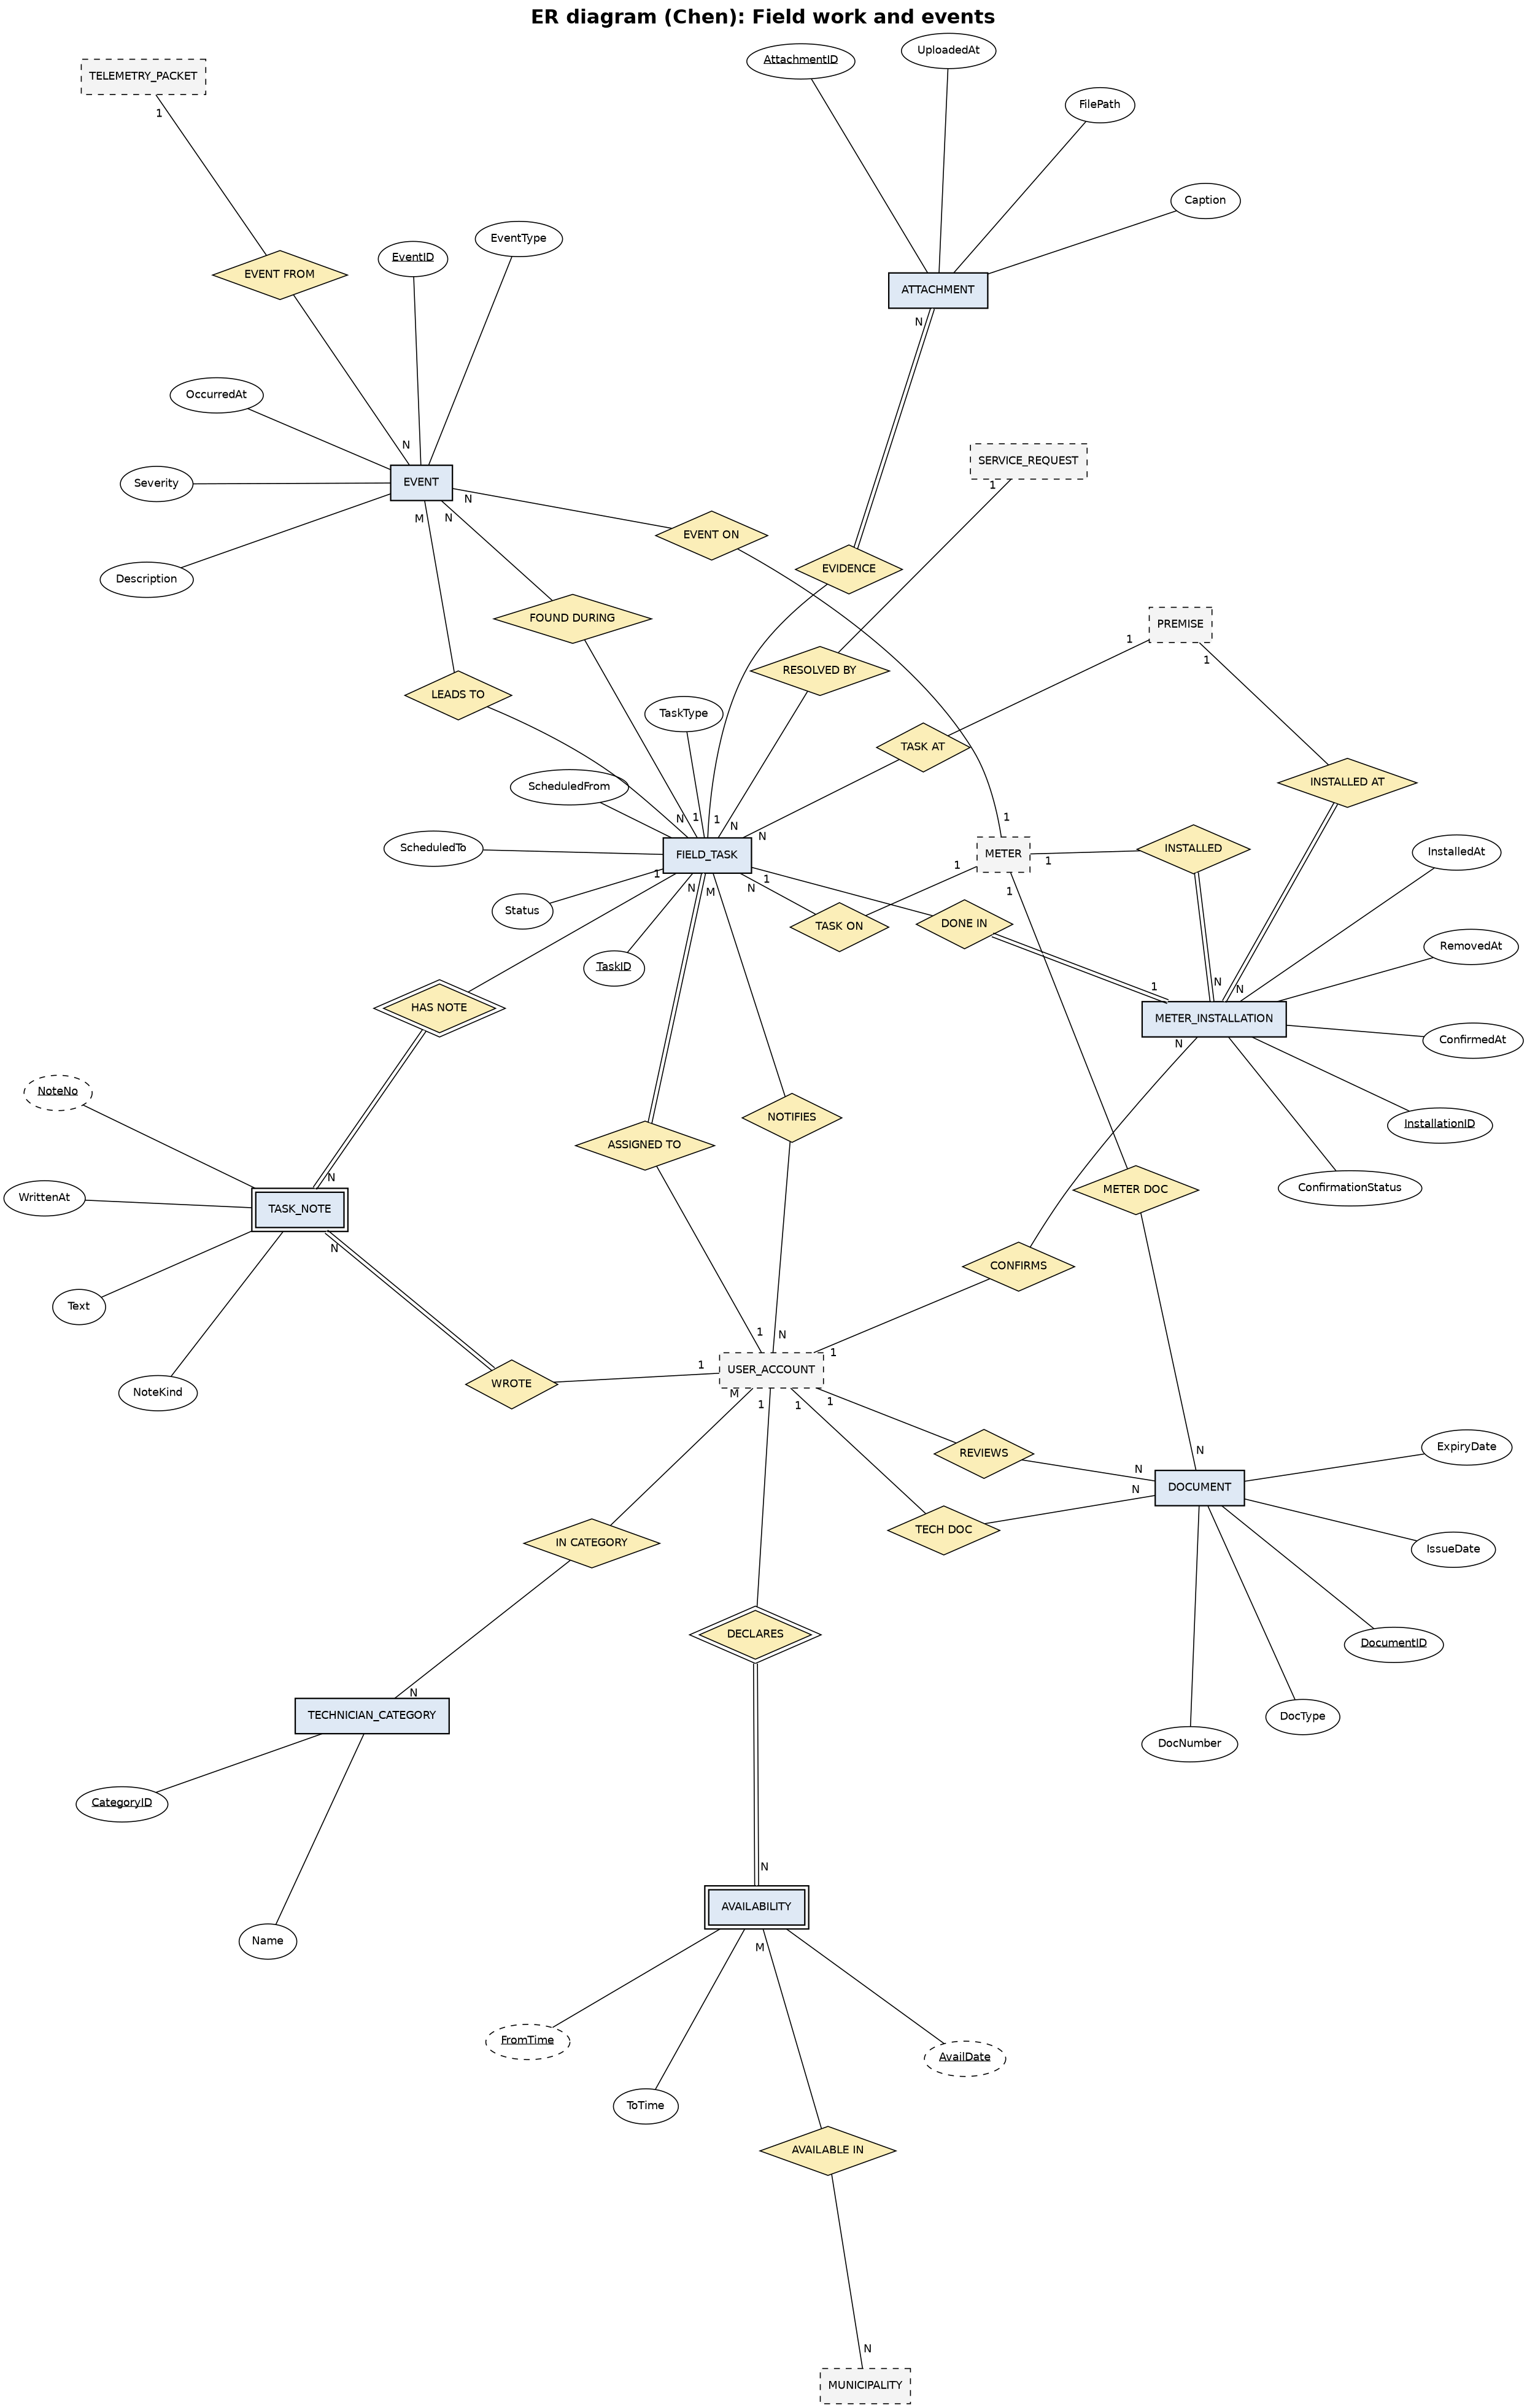 ER diagram (Chen): Field work and events
AttachmentID
UploadedAt
TELEMETRY_PACKET
FilePath
1
Caption
EventType
EventID
EVENT FROM
ATTACHMENT
N
OccurredAt
N
SERVICE_REQUEST
Severity
EVENT
1
N
M
N
EVENT ON
EVIDENCE
Description
FOUND DURING
PREMISE
1
1
RESOLVED BY
LEADS TO
TaskType
TASK AT
INSTALLED AT
ScheduledFrom
N
1
1
N
N
1
ScheduledTo
FIELD_TASK
METER
INSTALLED
InstalledAt
1
1
1
1
N
M
N
1
Status
TASK ON
DONE IN
RemovedAt
TaskID
1
N
N
HAS NOTE
METER_INSTALLATION
ConfirmedAt
N
NoteNo
NOTIFIES
InstallationID
ASSIGNED TO
N
METER DOC
ConfirmationStatus
WrittenAt
TASK_NOTE
N
CONFIRMS
Text
1
N
1
1
USER_ACCOUNT
WROTE
NoteKind
M
1
1
1
ExpiryDate
REVIEWS
N
N
N
DOCUMENT
TECH DOC
IN CATEGORY
IssueDate
DECLARES
DocumentID
N
TECHNICIAN_CATEGORY
DocType
DocNumber
CategoryID
N
AVAILABILITY
Name
M
FromTime
AvailDate
ToTime
AVAILABLE IN
N
MUNICIPALITY